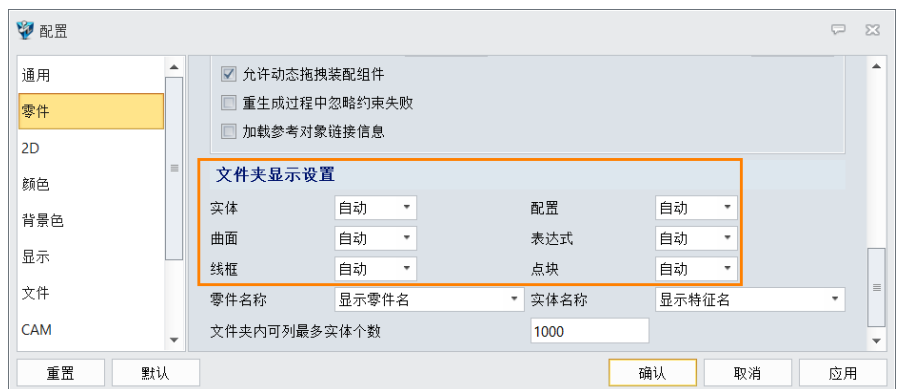 配置
通用
零件
2D
颜色
背景色
显示
文件
CAM
允许动态拖拽装配组件
重生成过程中忽略约束失败
加载参考对象链接信息
文件夹显示设置
实体 自动 配置 自动
曲面 自动 表达式 自动
线框 自动 点块 自动
零件名称 显示零件名 实体名称 显示特征名
文件夹内可列最多实体个数 1000
重置 默认 确认 取消 应用